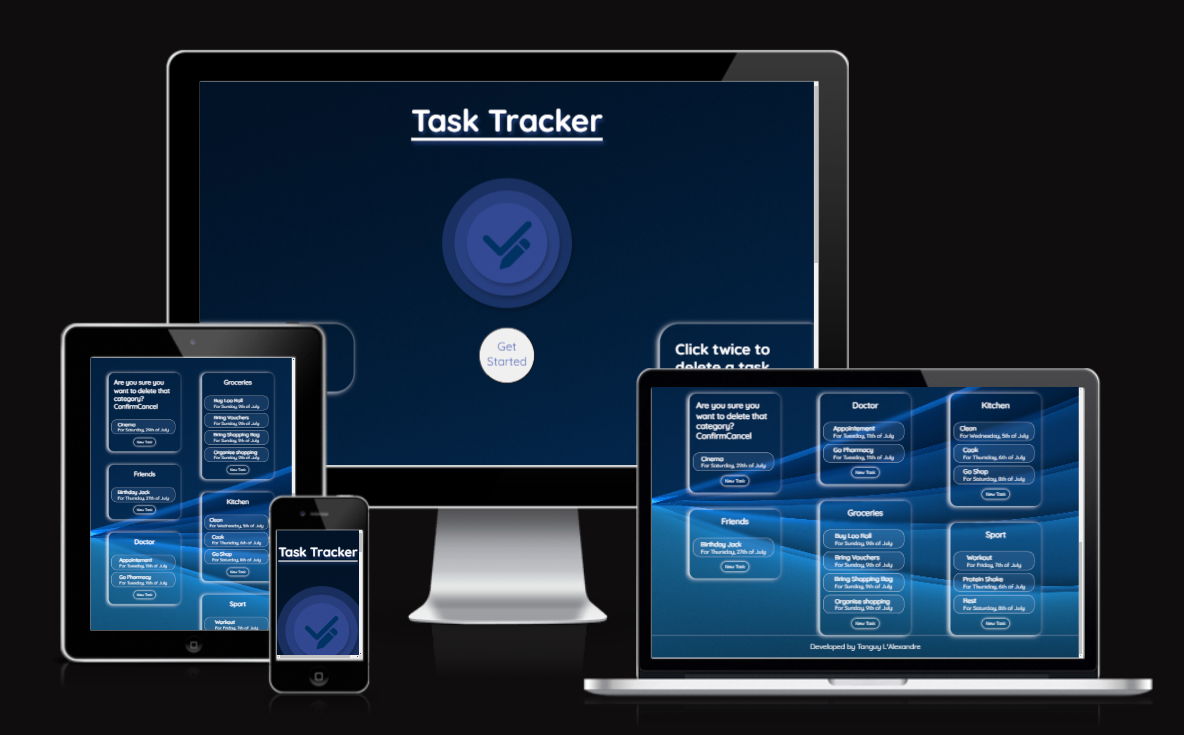 Task Tracker
Get
Started
Click twice to
delete a task
Are you sure you
want to delete that
category?
ConfirmCancel
Cinema
For Saturday, 29th of July
New Task
Friends
Birthday Jack
For Thursday, 27th of July
New Task
Doctor
Appointement
For Tuesday, 11th of July
Go Pharmacy
For Tuesday, 11th of July
New Task
Groceries
Buy Loo Roll
For Sunday, 9th of July
Bring Vouchers
For Sunday, 9th of July
Bring Shopping Bag
For Sunday, 9th of July
Organise shopping
For Sunday, 9th of July
New Task
Kitchen
Clean
For Wednesday, 5th of July
Cook
For Thursday, 6th of July
Go Shop
For Saturday, 8th of July
New Task
Sport
Workout
For Friday, 7th of July
Task Tracker
Are you sure you
want to delete that
category?
ConfirmCancel
Cinema
For Saturday, 29th of July
New Task
Friends
Birthday Jack
For Thursday, 27th of July
New Task
Doctor
Appointement
For Tuesday, 11th of July
Go Pharmacy
For Tuesday, 11th of July
New Task
Groceries
Buy Loo Roll
For Sunday, 9th of July
Bring Vouchers
For Sunday, 9th of July
Bring Shopping Bag
For Sunday, 9th of July
Organise shopping
For Sunday, 9th of July
New Task
Kitchen
Clean
For Wednesday, 5th of July
Cook
For Thursday, 6th of July
Go Shop
For Saturday, 8th of July
New Task
Sport
Workout
For Friday, 7th of July
Protein Shake
For Thursday, 6th of July
Rest
For Saturday, 8th of July
New Task
Developed by Tanguy L'Alexandre